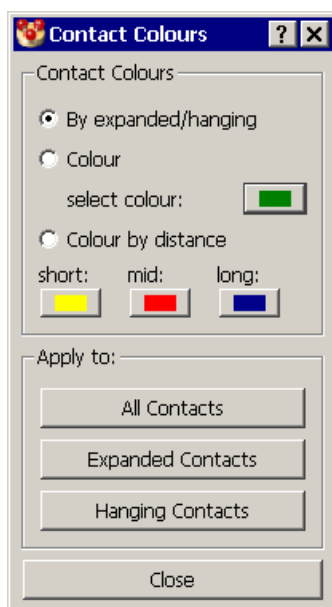 Contact Colours ? X
Contact Colours
By expanded/hanging
Colour
select colour:
Colour by distance
short: mid: long:
Apply to:
All Contacts
Expanded Contacts
Hanging Contacts
Close